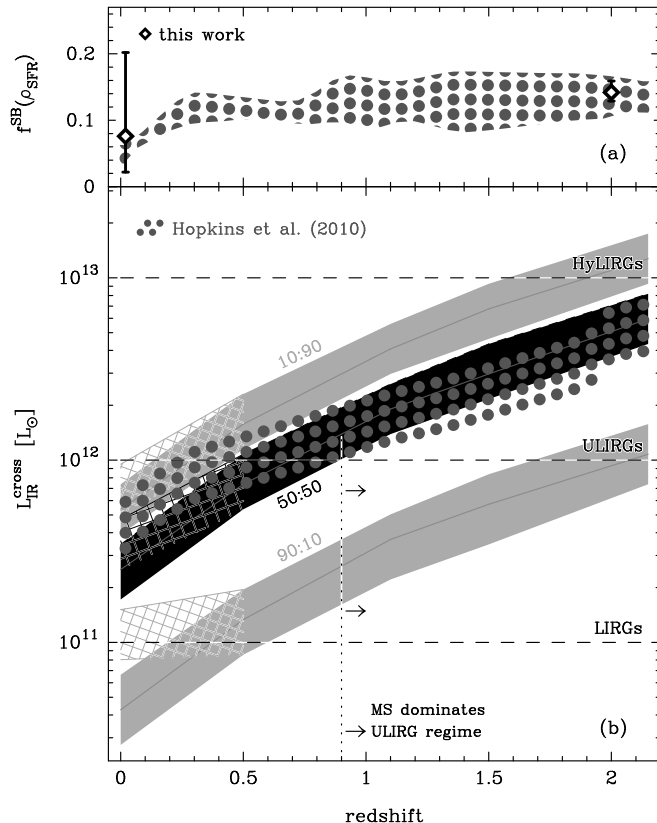 this work
0.2
0.1
0
f^SB(ρ_SFR)
(a)
Hopkins et al. (2010)
HyLIRGs
10^13
10:90
10^12
ULIRGs
50:50
90:10
10^11
LIRGs
L_IR^cross [L_⊙]
MS dominates
ULIRG regime
(b)
0 0.5 1 1.5 2
redshift